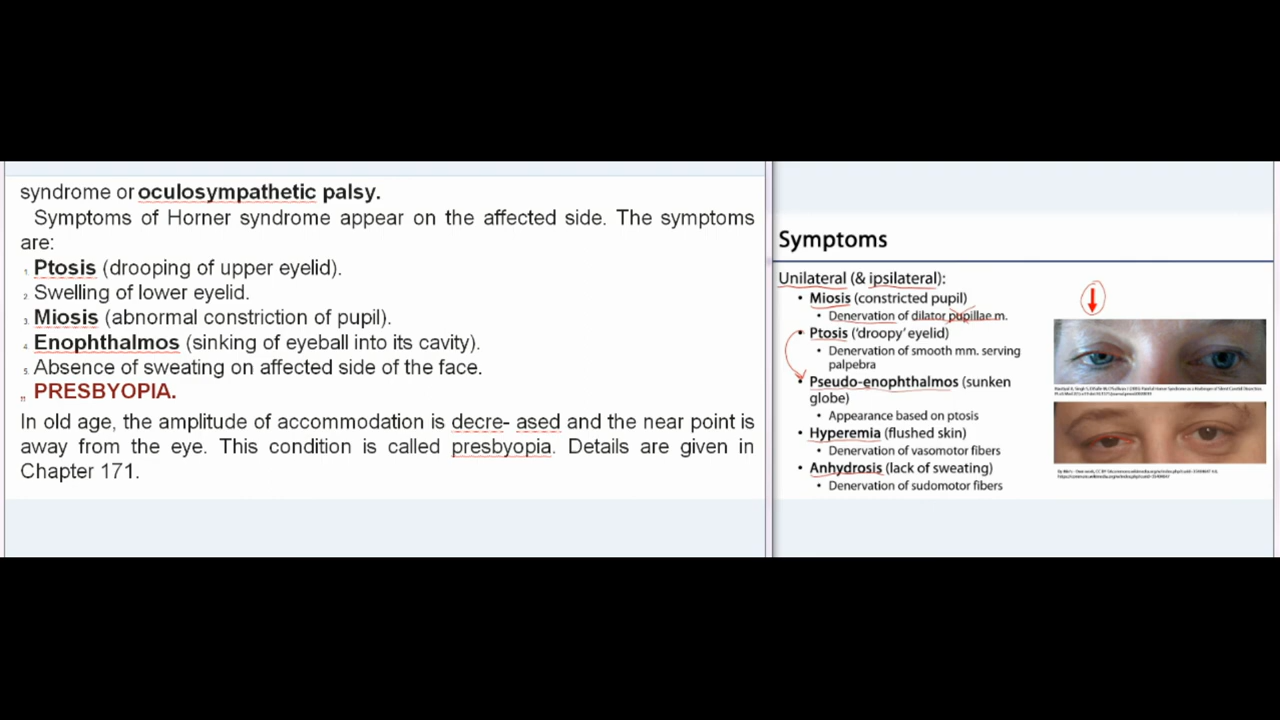 syndrome or oculosympathetic palsy.
Symptoms of Horner syndrome appear on the affected side. The symptoms
are:
1. Ptosis (drooping of upper eyelid).
2. Swelling of lower eyelid.
3. Miosis (abnormal constriction of pupil).
4. Enophthalmos (sinking of eyeball into its cavity).
5. Absence of sweating on affected side of the face.
„ PRESBYOPIA.
In old age, the amplitude of accommodation is decre- ased and the near point is
away from the eye. This condition is called presbyopia. Details are given in
Chapter 171.
Symptoms
Unilateral (& ipsilateral):
• Miosis (constricted pupil)
• Denervation of dilator pupillae m.
• Ptosis ('droopy' eyelid)
• Denervation of smooth mm. serving
palpebra
• Pseudo-enophthalmos (sunken
globe)
• Appearance based on ptosis
• Hyperemia (flushed skin)
• Denervation of vasomotor fibers
• Anhydrosis (lack of sweating)
• Denervation of sudomotor fibers